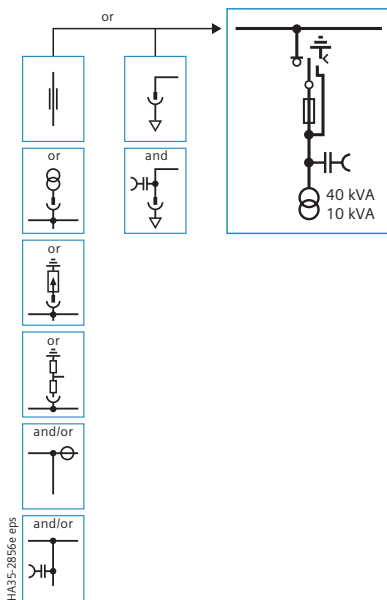 or
or
and
40 kVA
10 kVA
or
or
and/or
and/or
HA35-2856e eps